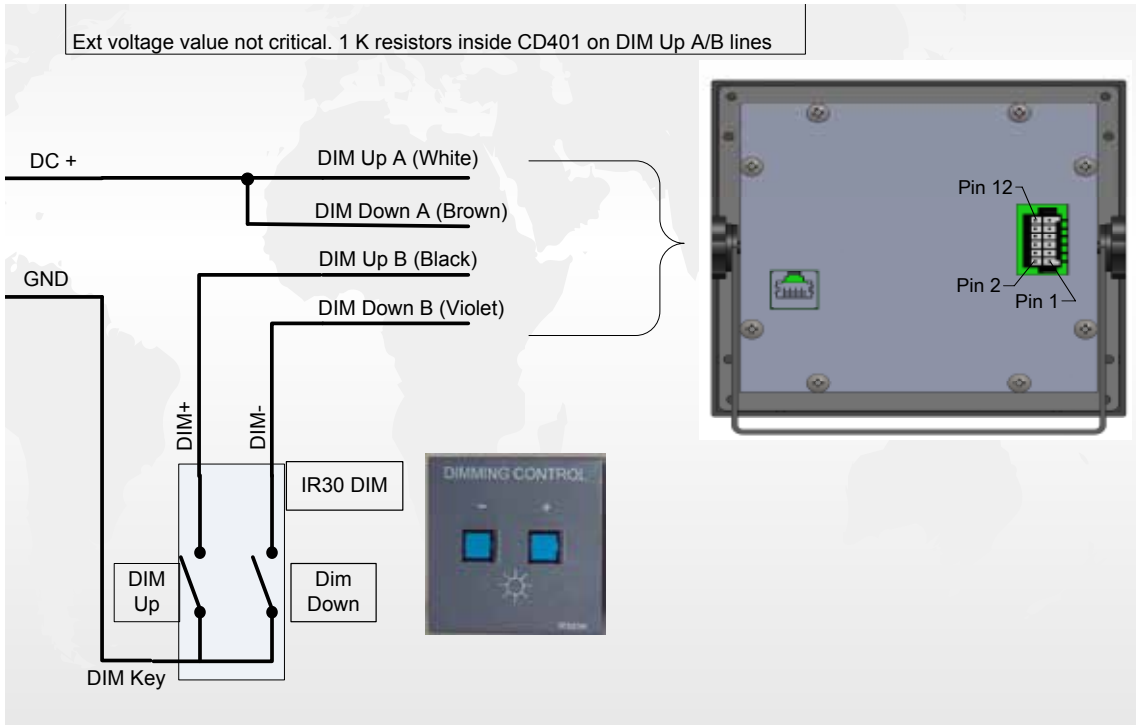 Ext voltage value not critical. 1 K resistors inside CD401 on DIM Up A/B lines
DC +
DIM Up A (White)
DIM Down A (Brown)
DIM Up B (Black)
GND
DIM Down B (Violet)
Pin 12
Pin 2
Pin 1
DIM+
DIM-
IR30 DIM
DIMMING CONTROL
-
+
DIM
Up
Dim
Down
DIM Key